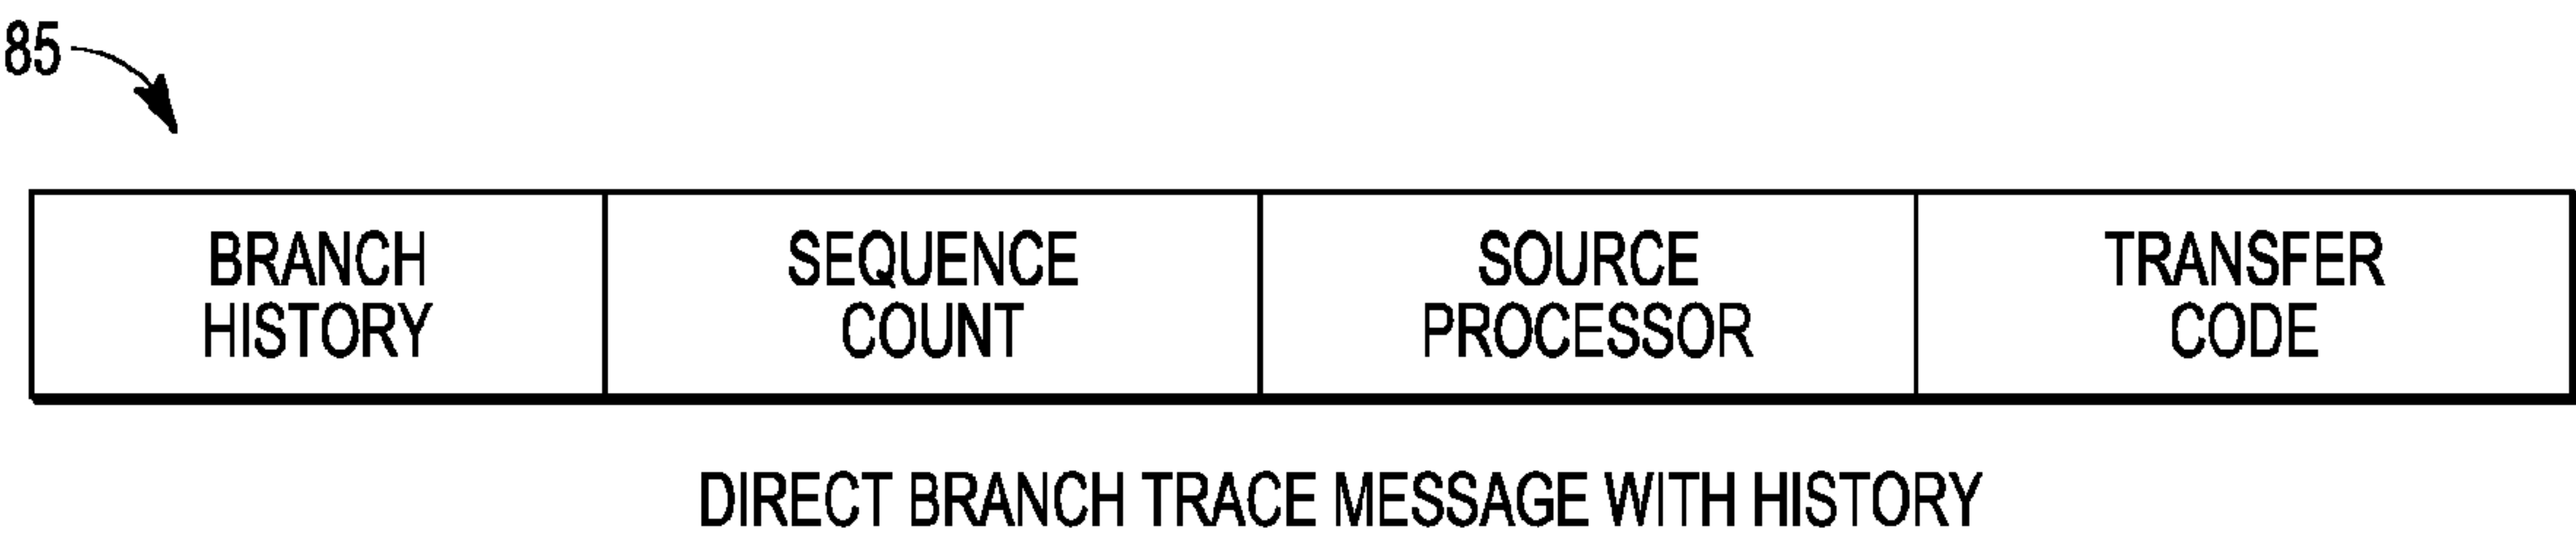 85
BRANCH
HISTORY
SEQUENCE
COUNT
SOURCE
PROCESSOR
TRANSFER
CODE
DIRECT BRANCH TRACE MESSAGE WITH HISTORY